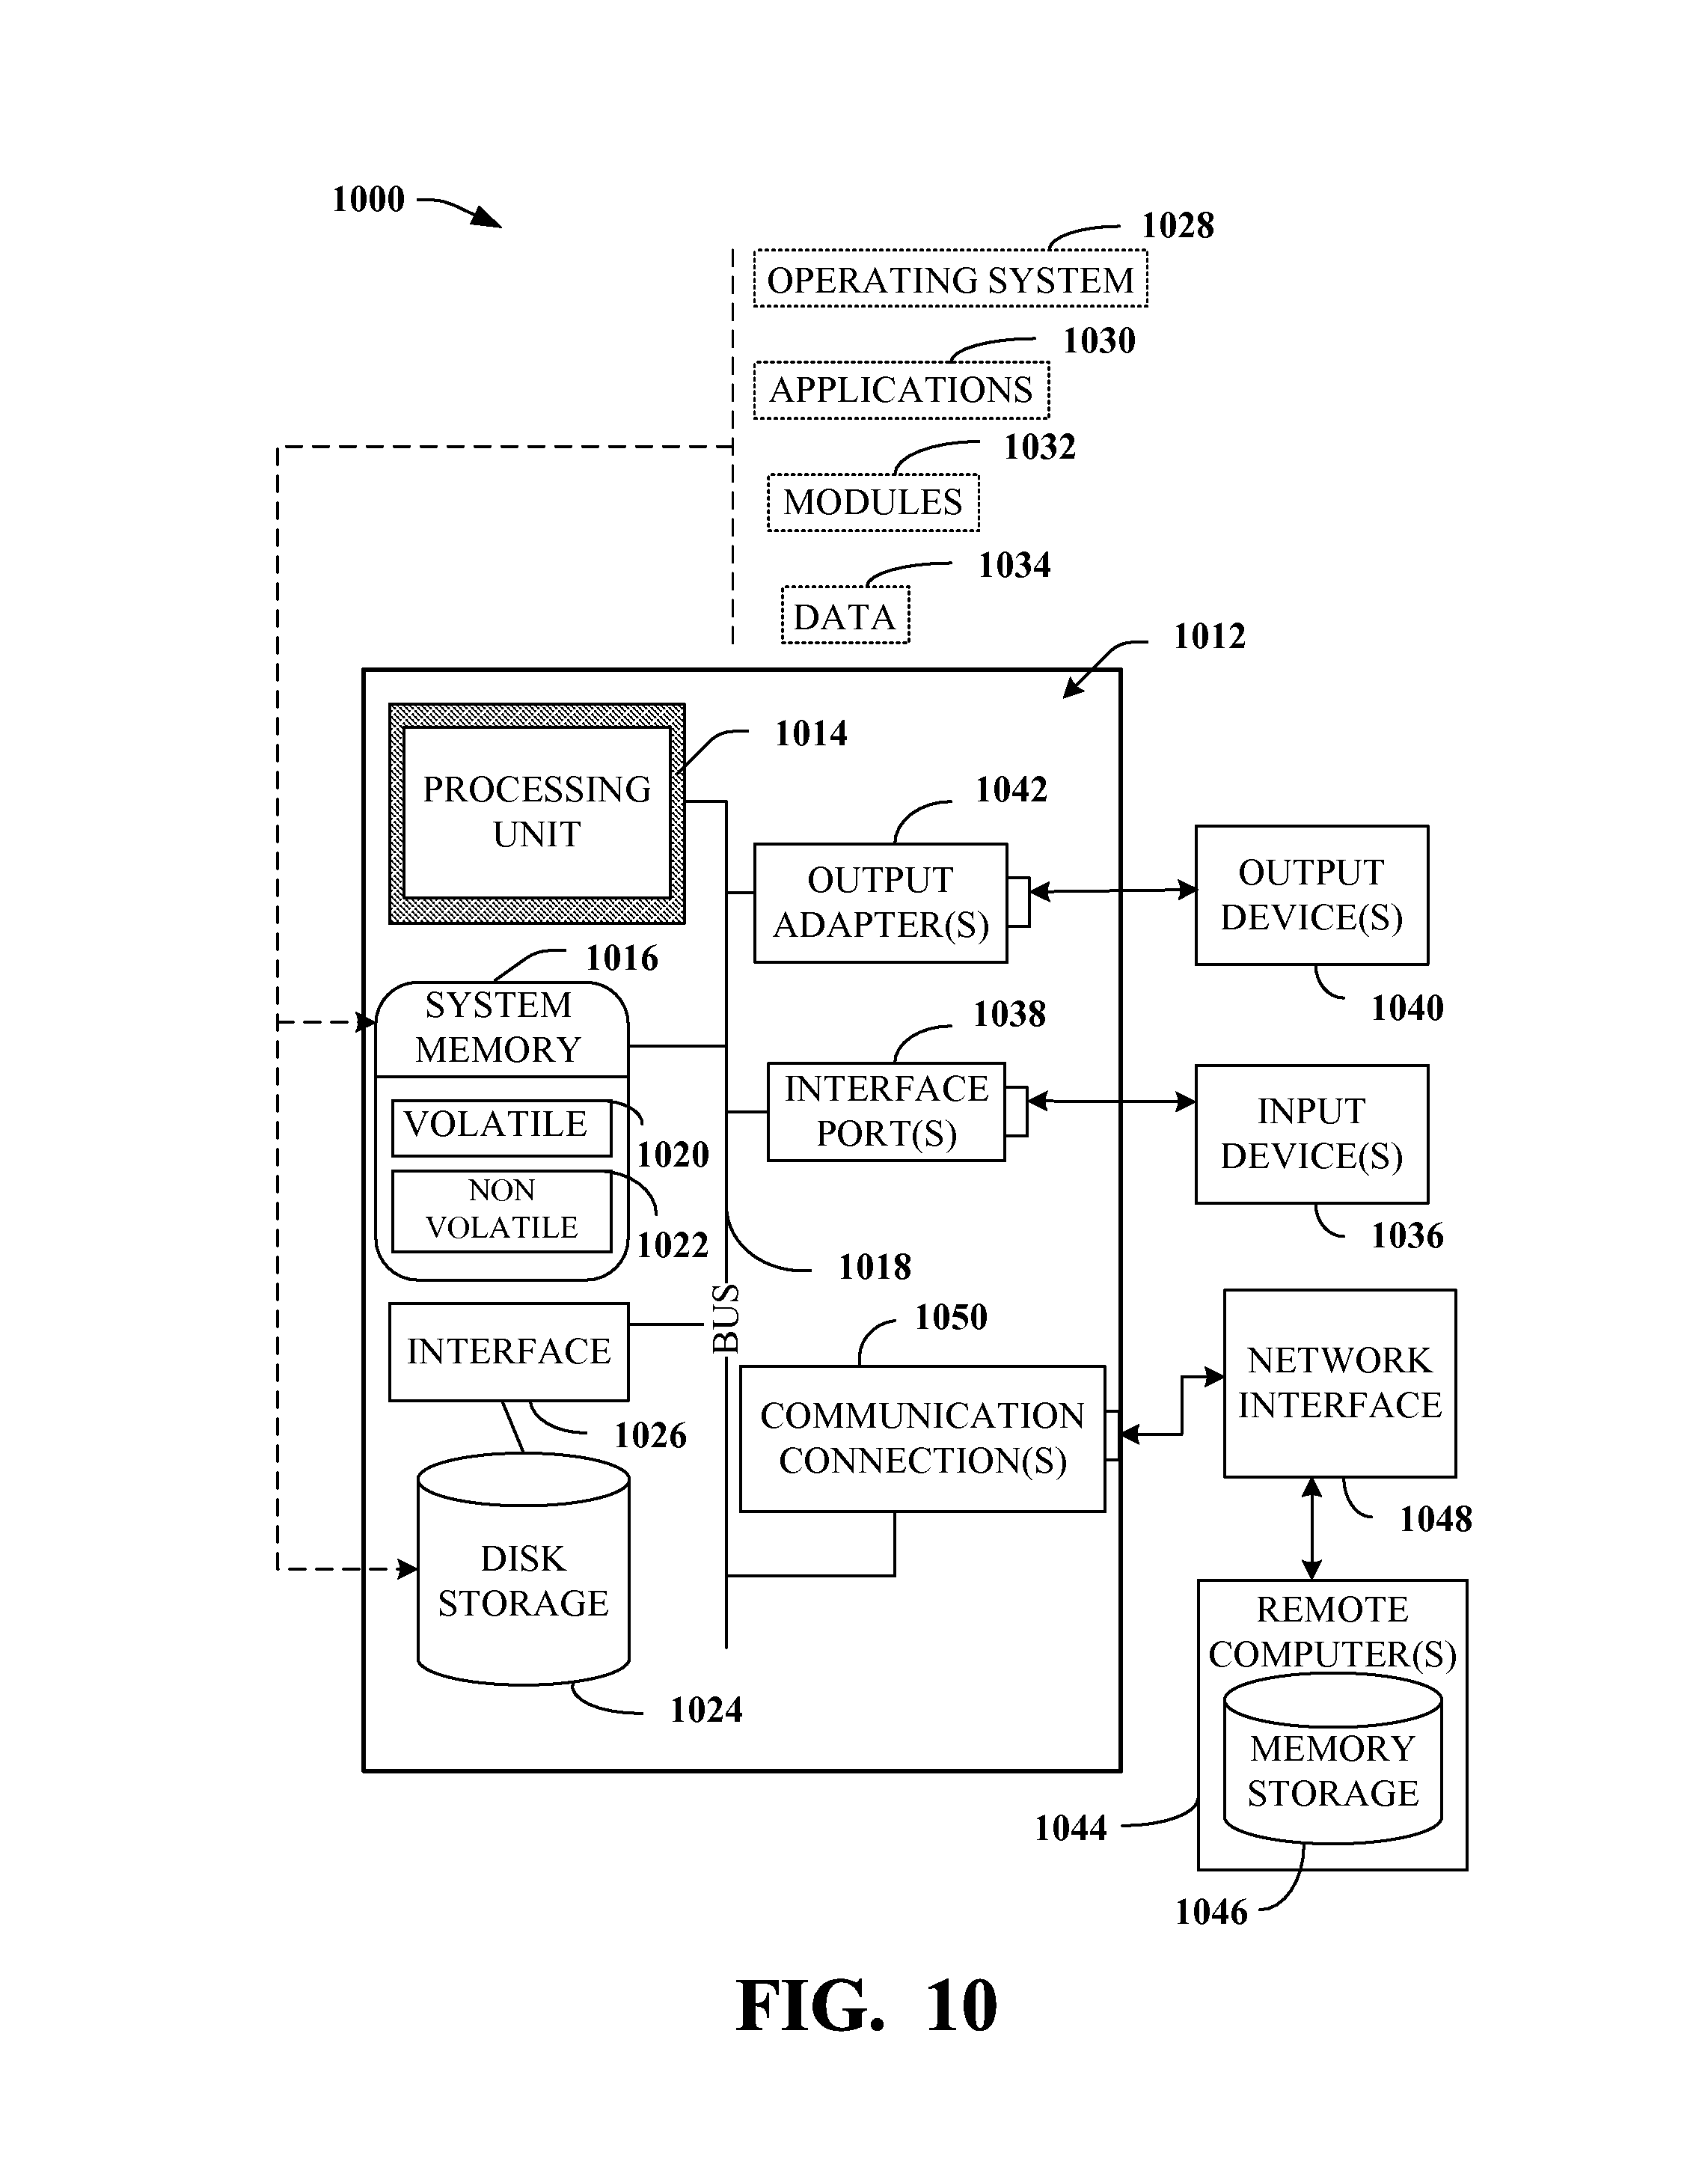 1000
1028
OPERATING SYSTEM
1030
APPLICATIONS
1032
MODULES
1034
DATA
1012
1014
PROCESSING
UNIT
1042
OUTPUT
ADAPTER(S)
OUTPUT
DEVICE(S)
1040
1016
SYSTEM
MEMORY
1038
INTERFACE
PORT(S)
INPUT
DEVICE(S)
1036
VOLATILE
1020
NON
VOLATILE
1022
1018
BUS
1050
INTERFACE
1026
COMMUNICATION
CONNECTION(S)
NETWORK
INTERFACE
1048
DISK
STORAGE
1024
REMOTE
COMPUTER(S)
MEMORY
STORAGE
1044
1046
FIG. 10